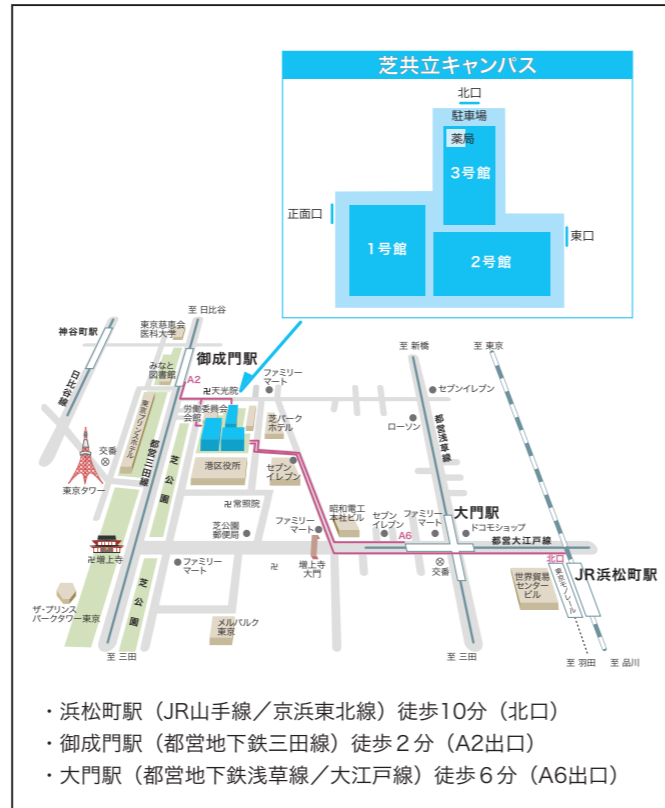 芝共立キャンパス
北口
駐車場
薬局
3号館
正面口
1号館
東口
2号館
至 日比谷
神谷町駅
東京慈恵会
医科大学
至 新橋
至 東京
御成門駅
みなと
図書館
日比谷線
A2
ファミリー
マート
卍天光院
セブンイレブン
労働委員会
会館
東京プリンスホテル
芝パーク
ホテル
ローソン
都営浅草線
都営三田線
交番
芝公園
港区役所
セブン
イレブン
東京タワー
卍常照院
昭和電工
本社ビル
大門駅
芝公園
郵便局
ファミリー
マート
セブン
イレブン
ファミリー
マート
ドコモショップ
A6
都営大江戸線
卍増上寺
ファミリー
マート
卍
増上寺
大門
交番
北口
JR浜松町駅
世界貿易
センター
ビル
東京モノレール
芝公園
ザ・プリンス
パークタワー東京
メルパルク
東京
至 三田
至 三田
至 羽田
至 品川
・浜松町駅（JR山手線／京浜東北線）徒歩10分（北口）
・御成門駅（都営地下鉄三田線）徒歩２分（A2出口）
・大門駅（都営地下鉄浅草線／大江戸線）徒歩６分（A6出口）